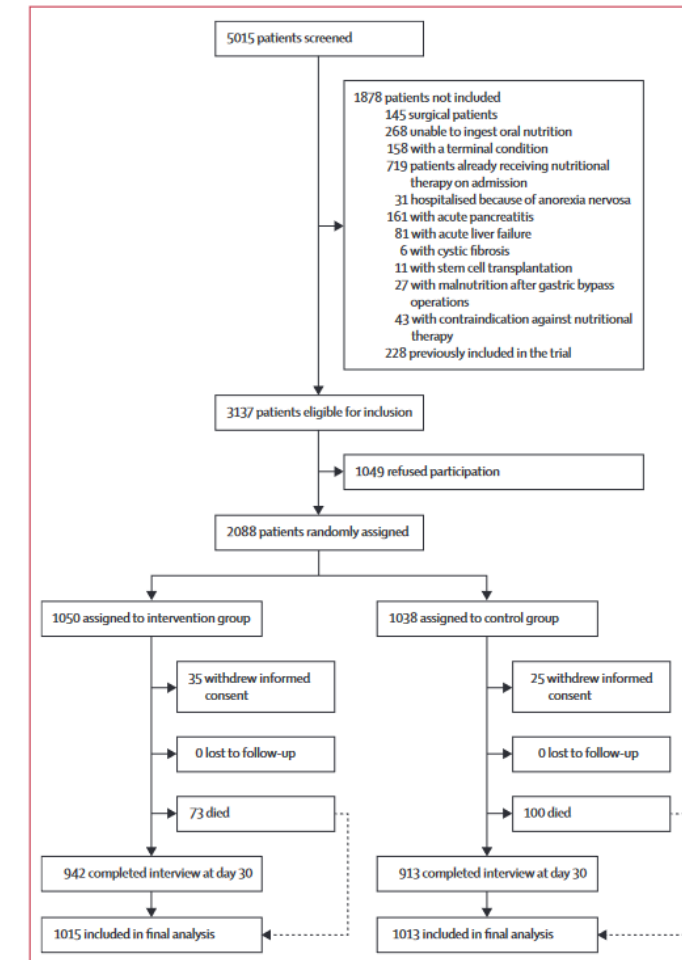 5015 patients screened
1878 patients not included
145 surgical patients
268 unable to ingest oral nutrition
158 with a terminal condition
719 patients already receiving nutritional
therapy on admission
31 hospitalised because of anorexia nervosa
161 with acute pancreatitis
81 with acute liver failure
6 with cystic fibrosis
11 with stem cell transplantation
27 with malnutrition after gastric bypass
operations
43 with contraindication against nutritional
therapy
228 previously included in the trial
3137 patients eligible for inclusion
1049 refused participation
2088 patients randomly assigned
1050 assigned to intervention group
1038 assigned to control group
35 withdrew informed
consent
25 withdrew informed
consent
0 lost to follow-up
0 lost to follow-up
73 died
100 died
942 completed interview at day 30
913 completed interview at day 30
1015 included in final analysis
1013 included in final analysis